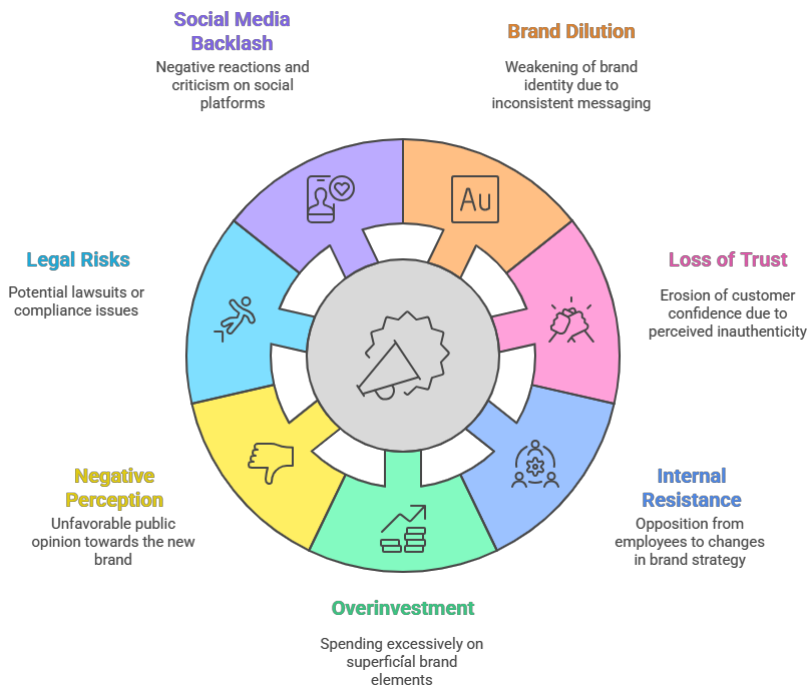 Social Media
Backlash
Negative reactions and
criticism on social
platforms
Brand Dilution
Weakening of brand
identity due to
inconsistent messaging
Au
Legal Risks
Potential lawsuits or
compliance issues
Loss of Trust
Erosion of customer
confidence due to
perceived inauthenticity
Negative
Perception
Unfavorable public
opinion towards the new
brand
Internal
Resistance
Opposition from
employees to changes
in brand strategy
Overinvestment
Spending excessively on
superficíal brand
elements